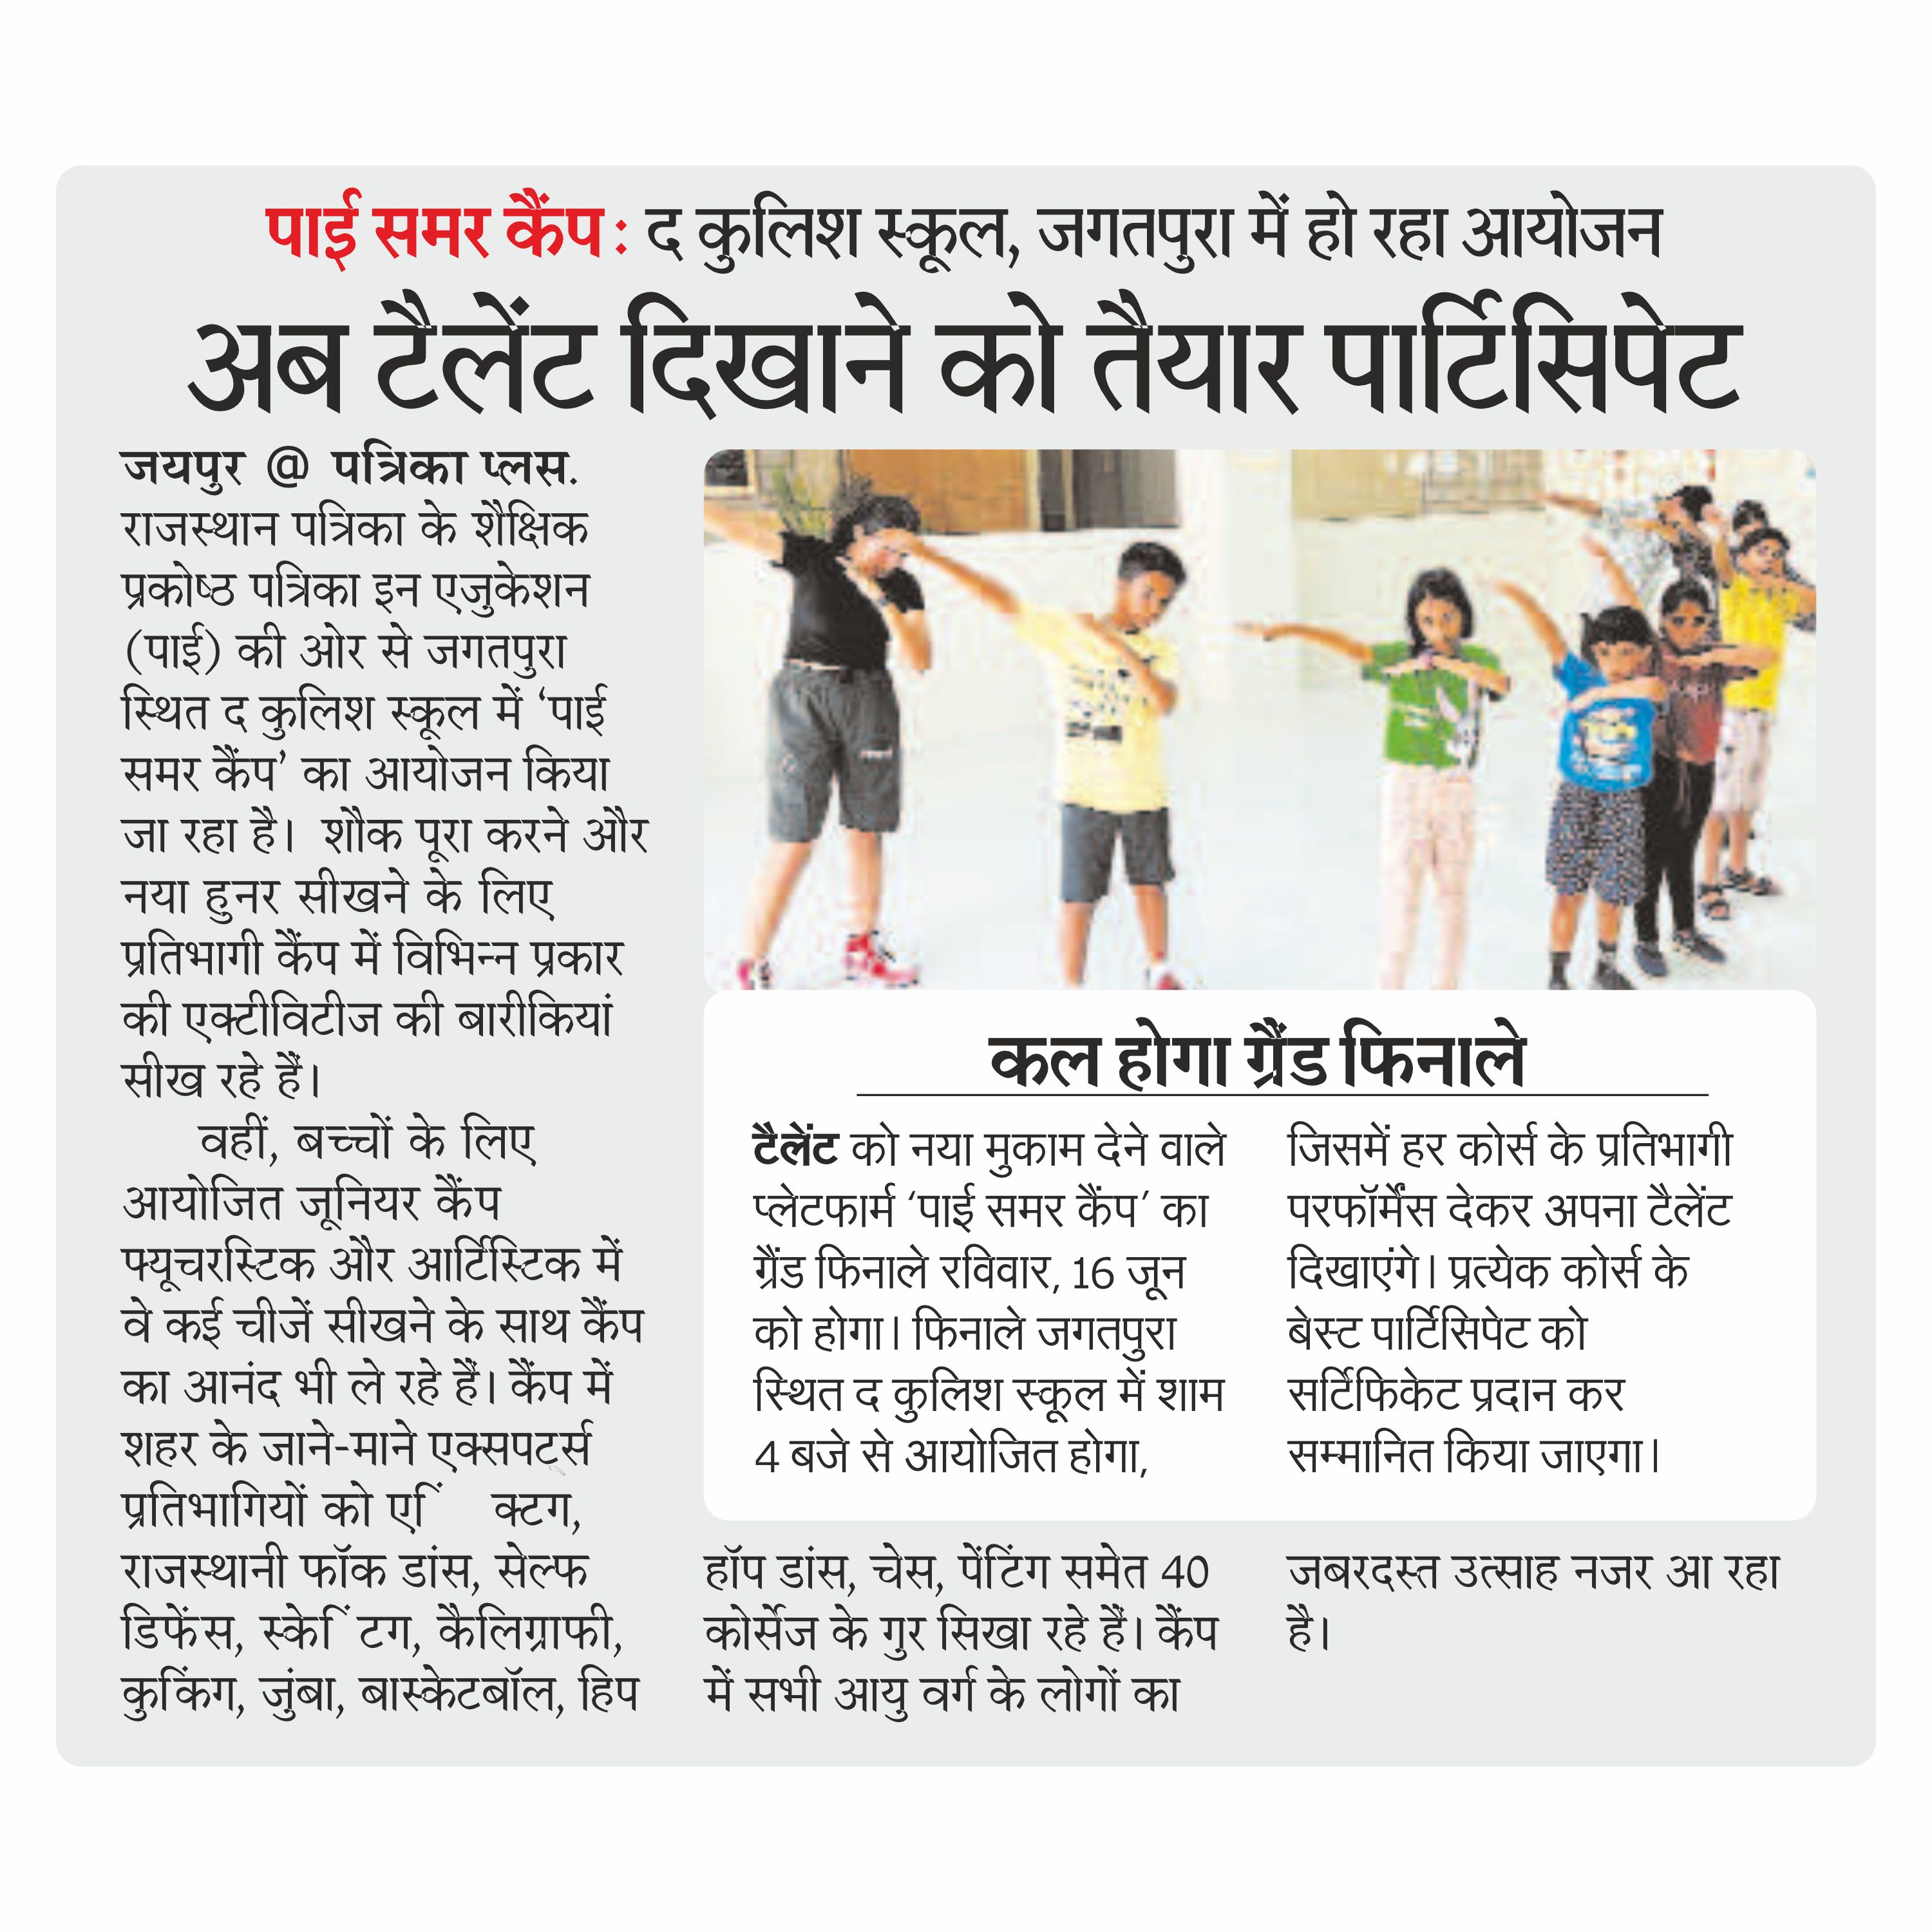 पाई समर कैंप : द कुलिश स्कूल, जगतपुरा में हो रहा आयोजन
अब टैलेंट दिखाने को तैयार पार्टिसिपेट
जयपुर @ पत्रिका प्लस.
राजस्थान पत्रिका के शैक्षिक
प्रकोष्ठ पत्रिका इन एजुकेशन
(पाई) की ओर से जगतपुरा
स्थित द कुलिश स्कूल में ‘पाई
समर कैंप’ का आयोजन किया
जा रहा है। शौक पूरा करने और
नया हुनर सीखने के लिए
प्रतिभागी कैंप में विभिन्न प्रकार
की एक्टीविटीज की बारीकियां
सीख रहे हैं।
वहीं, बच्चों के लिए
आयोजित जूनियर कैंप
फ्यूचरस्टिक और आर्टिस्टिक में
वे कई चीजें सीखने के साथ कैंप
का आनंद भी ले रहे हैं। कैंप में
शहर के जाने-माने एक्सपर्ट्स
प्रतिभागियों को एिं क्टग,
राजस्थानी फॉक डांस, सेल्फ
डिफेंस, स्केिं टग, कैलिग्राफी,
कुकिंग, जुंबा, बास्केटबॉल, हिप
हॉप डांस, चेस, पेंटिंग समेत 40
कोर्सेज के गुर सिखा रहे हैं। कैंप
में सभी आयु वर्ग के लोगों का
जबरदस्त उत्साह नजर आ रहा
है।
कल होगा ग्रैंड फिनाले
टैलेंट को नया मुकाम देने वाले
प्लेटफार्म ‘पाई समर कैंप’ का
ग्रैंड फिनाले रविवार, 16 जून
को होगा। फिनाले जगतपुरा
स्थित द कुलिश स्कूल में शाम
4 बजे से आयोजित होगा,
जिसमें हर कोर्स के प्रतिभागी
परफॉर्मेंस देकर अपना टैलेंट
दिखाएंगे। प्रत्येक कोर्स के
बेस्ट पार्टिसिपेट को
सर्टिफिकेट प्रदान कर
सम्मानित किया जाएगा।